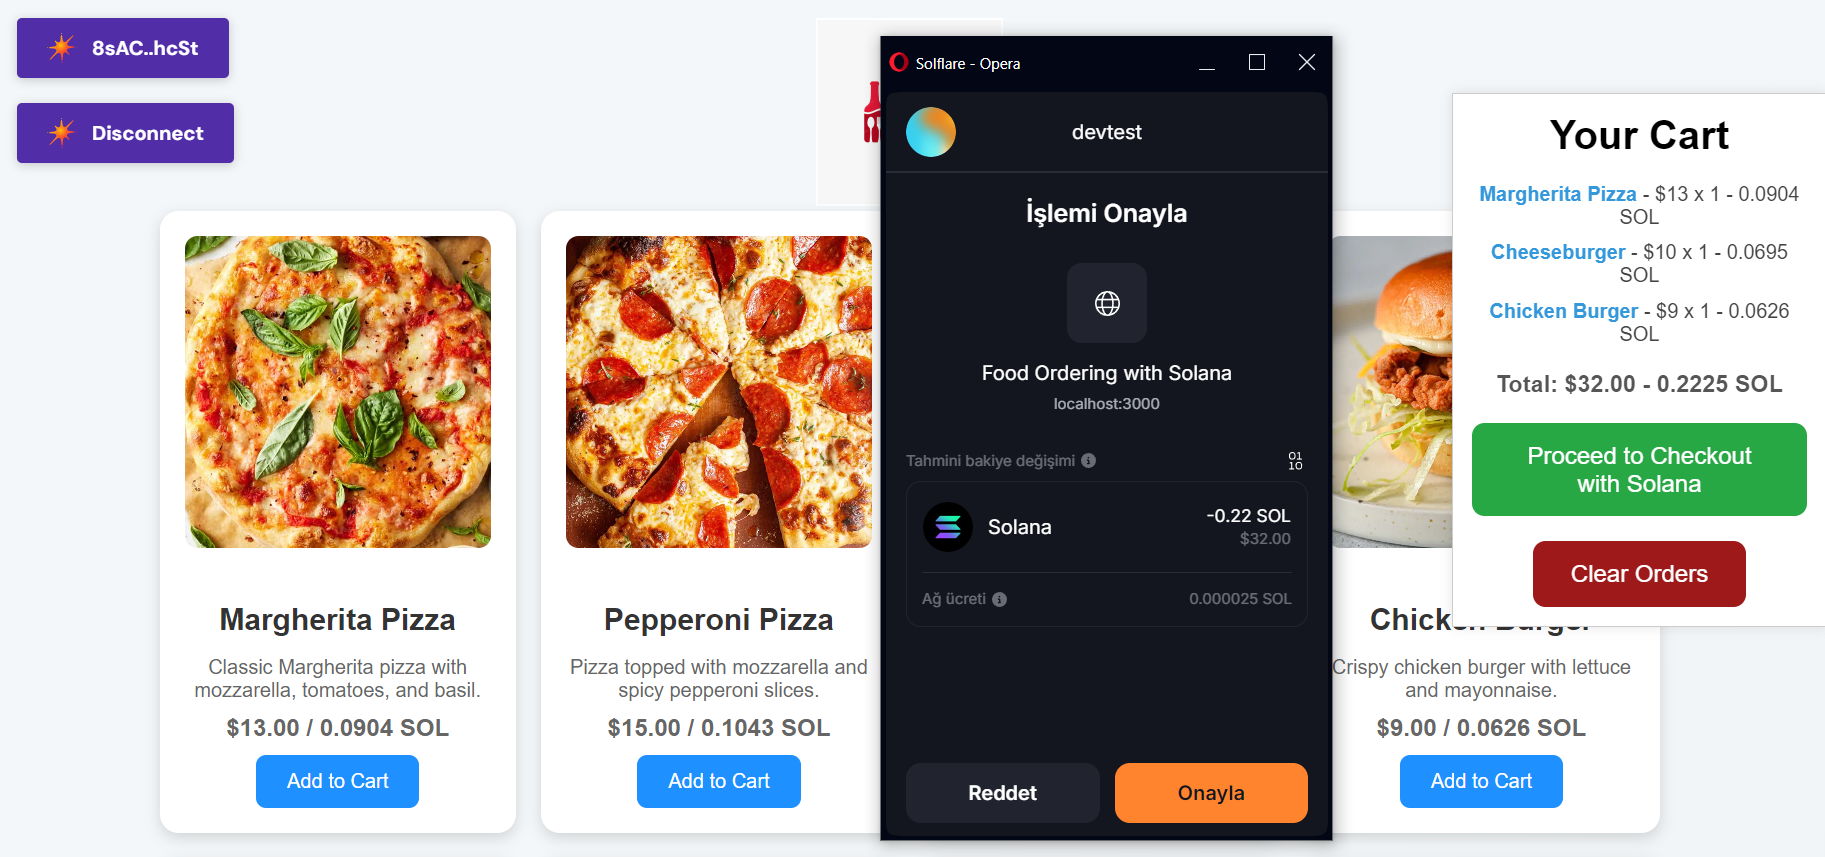 8sAC..hcSt
Disconnect
Solflare - Opera
devtest
İşlemi Onayla
Food Ordering with Solana
localhost:3000
Tahmini bakiye değişimi
01
10
Solana
-0.22 SOL
$32.00
Ağ ücreti
0.000025 SOL
Reddet
Onayla
Your Cart
Margherita Pizza - $13 x 1 - 0.0904
SOL
Cheeseburger - $10 x 1 - 0.0695
SOL
Chicken Burger - $9 x 1 - 0.0626
SOL
Total: $32.00 - 0.2225 SOL
Proceed to Checkout
with Solana
Clear Orders
Margherita Pizza
Classic Margherita pizza with
mozzarella, tomatoes, and basil.
$13.00 / 0.0904 SOL
Add to Cart
Pepperoni Pizza
Pizza topped with mozzarella and
spicy pepperoni slices.
$15.00 / 0.1043 SOL
Add to Cart
Chicken Burger
Crispy chicken burger with lettuce
and mayonnaise.
$9.00 / 0.0626 SOL
Add to Cart